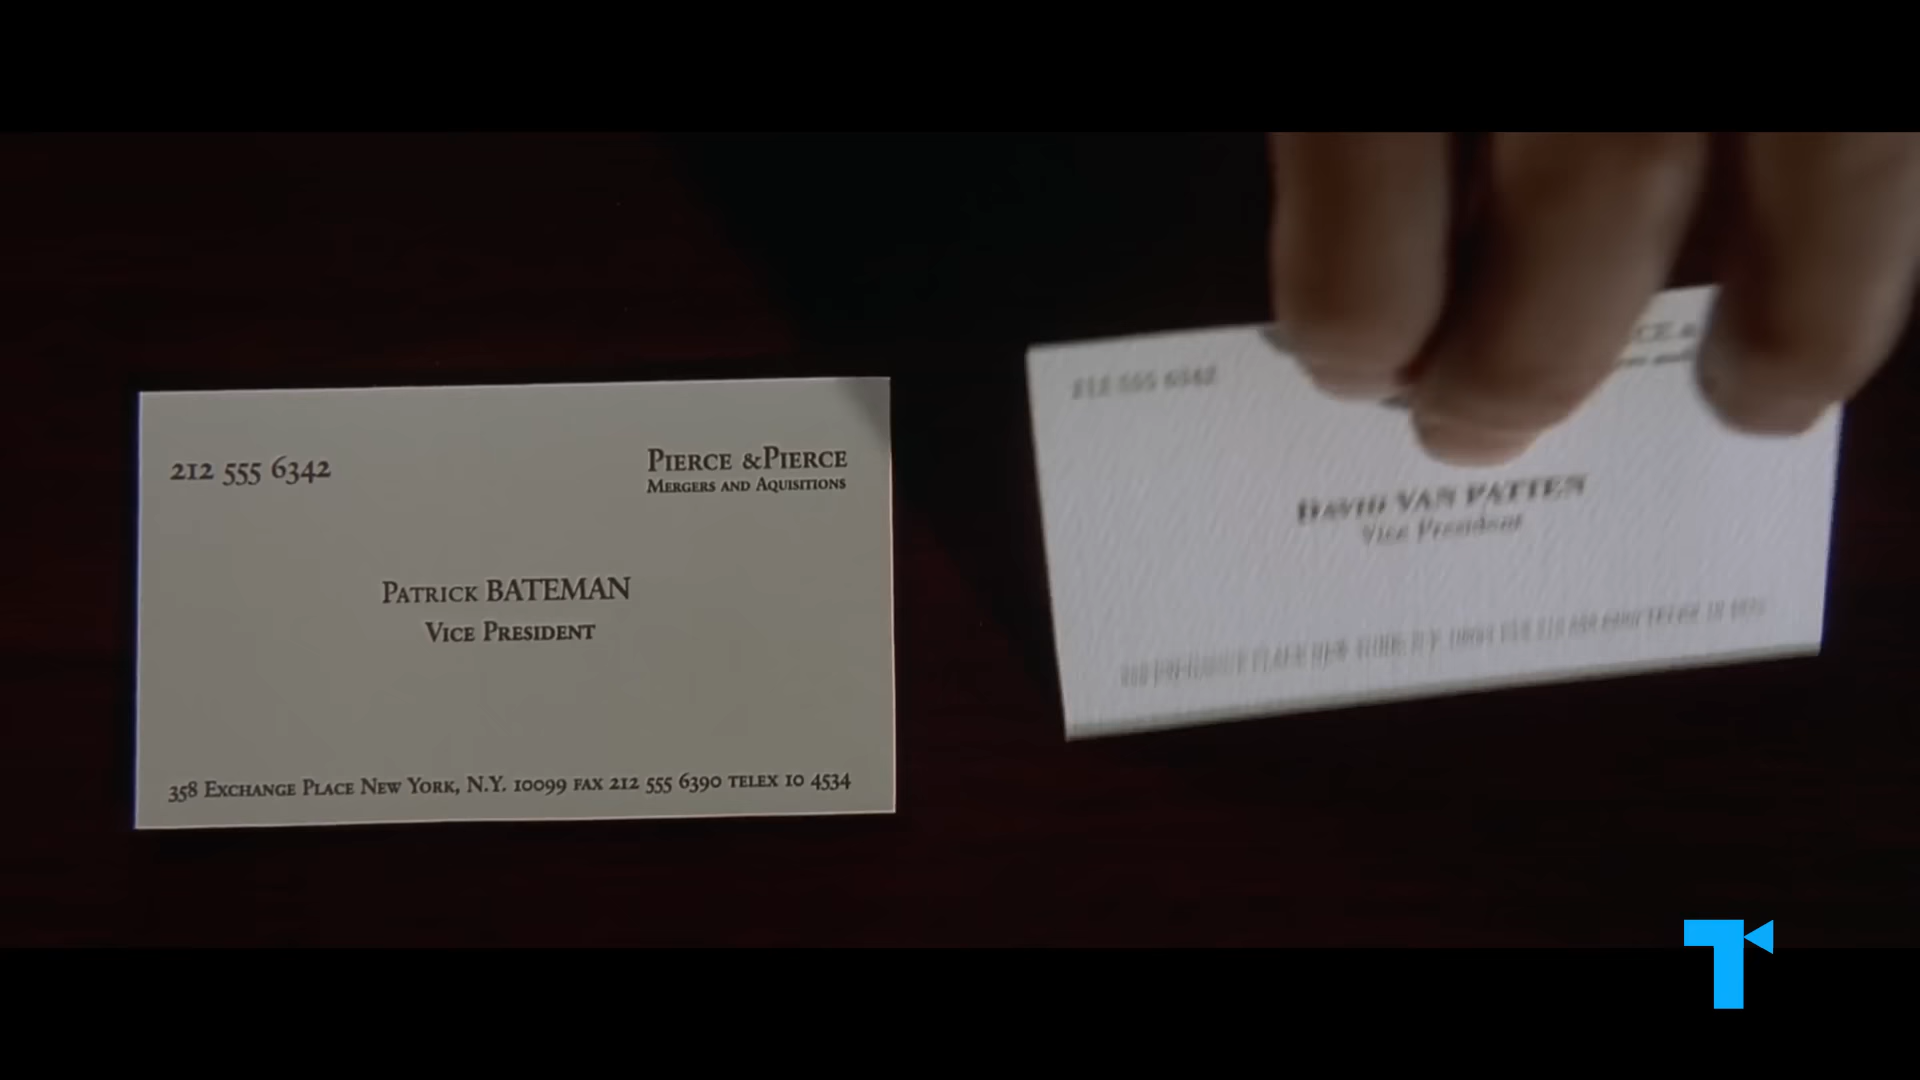 212 555 6342
PIERCE &PIERCE
MERGERS AND AQUISITIONS
PATRICK BATEMAN
VICE PRESIDENT
358 EXCHANGE PLACE NEW YORK, N.Y. 10099 FAX 212 555 6390 TELEX 10 4534
212 555 6342
DAVID VAN PATTEN
Vice President